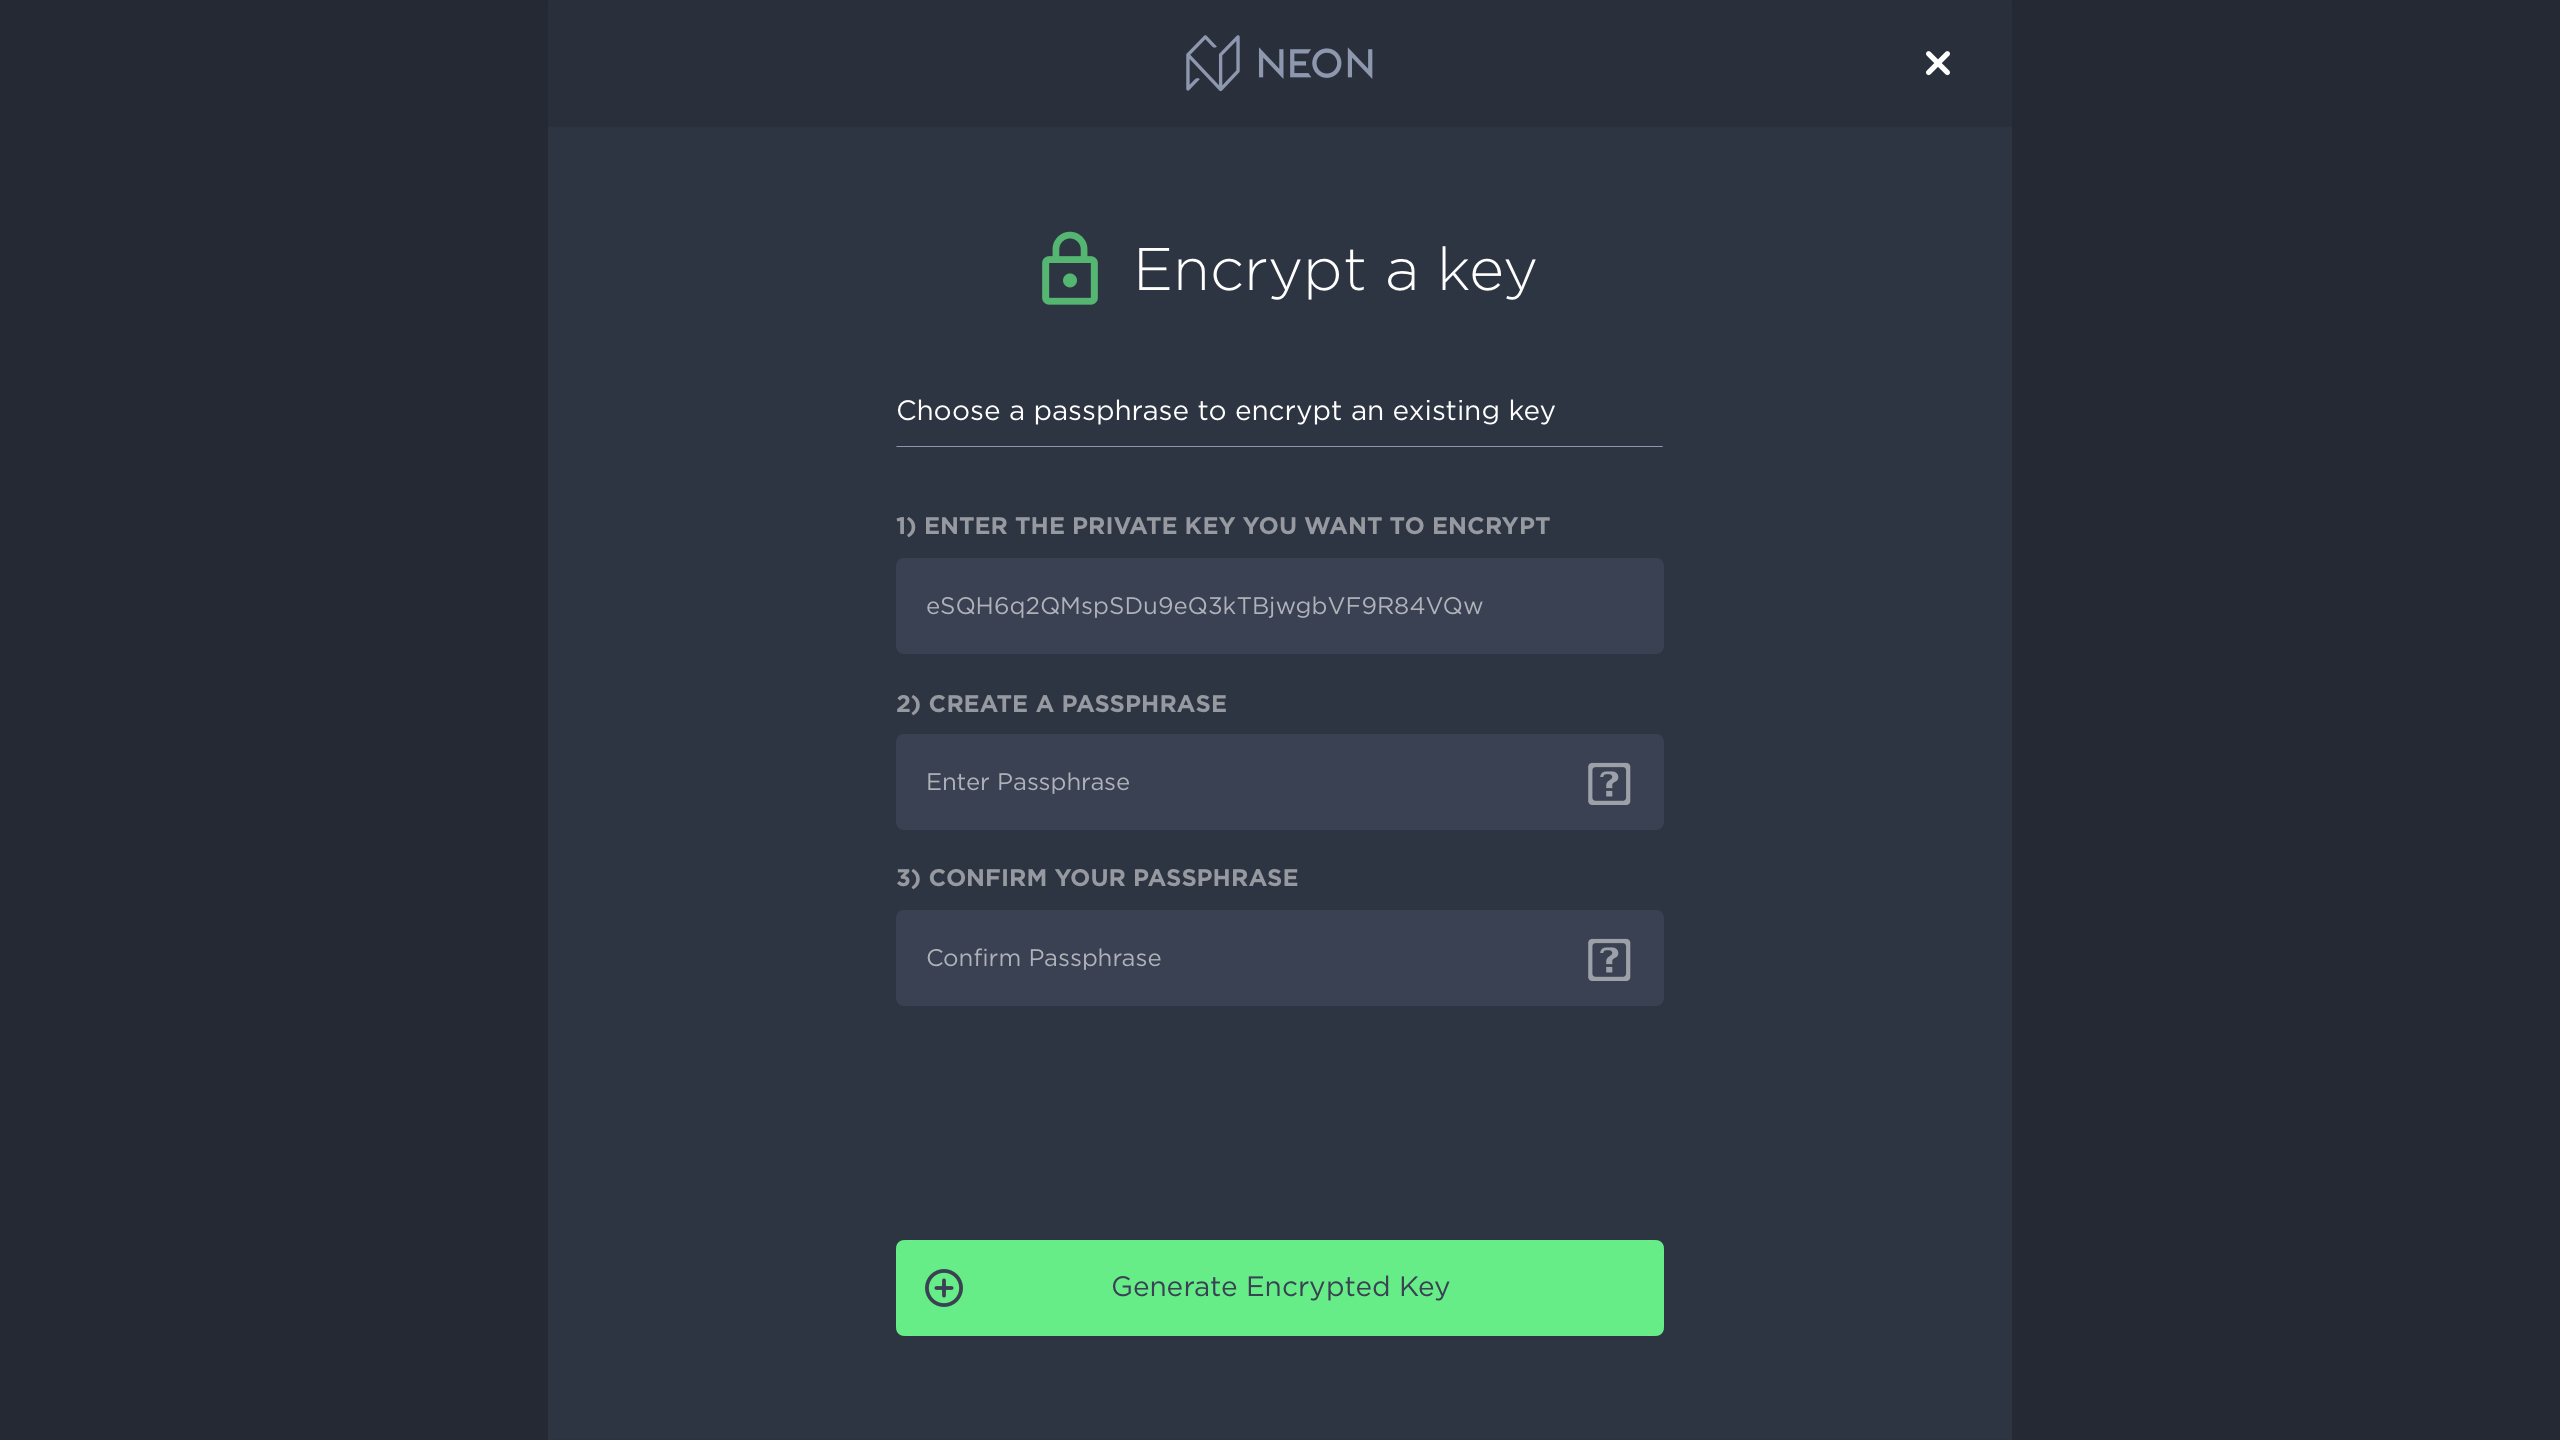 NEON
Encrypt a key
Choose a passphrase to encrypt an existing key
1) ENTER THE PRIVATE KEY YOU WANT TO ENCRYPT
eSQH6q2QMspSDu9eQ3kTBjwgbVF9R84VQw
2) CREATE A PASSPHRASE
Enter Passphrase
3) CONFIRM YOUR PASSPHRASE
Confirm Passphrase
Generate Encrypted Key